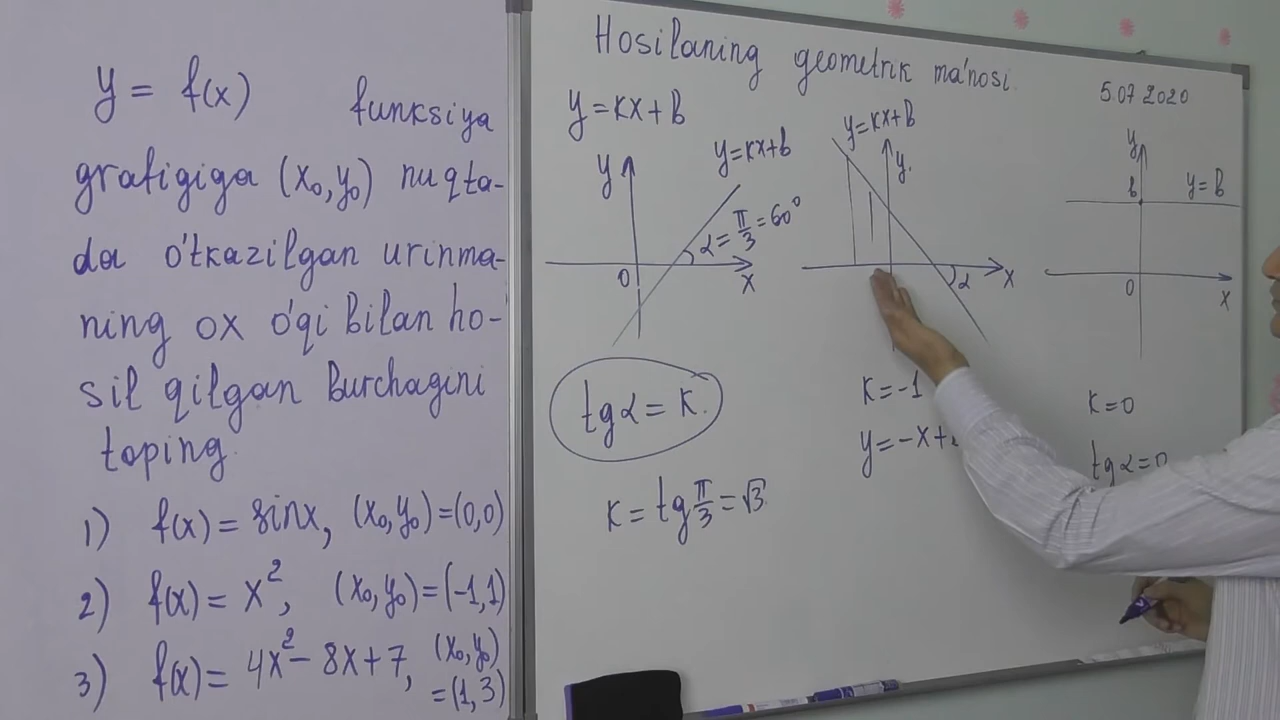 y = f(x) funksiya
grafigiga (x₀,y₀) nuqta-
da o'tkazilgan urinma-
ning ox o'qi bilan ho-
sil qilgan burchagini
toping.
1) f(x) = sinx, (x₀,y₀)=(0,0)
2) f(x) = x², (x₀,y₀)=(-1,1)
3) f(x) = 4x² - 8x + 7, (x₀,y₀)
=(1,3)
Hosilaning geometrik ma'nosi.
5.07.2020
y = kx + b
y
y=kx+b
α = π/3 = 60°
0
x
tgα = k.
k = tg π/3 = √3
y=kx+b
y
x
α
k = -1
y = -x +
y
b
y = b
0
x
k = 0
tgα = 0